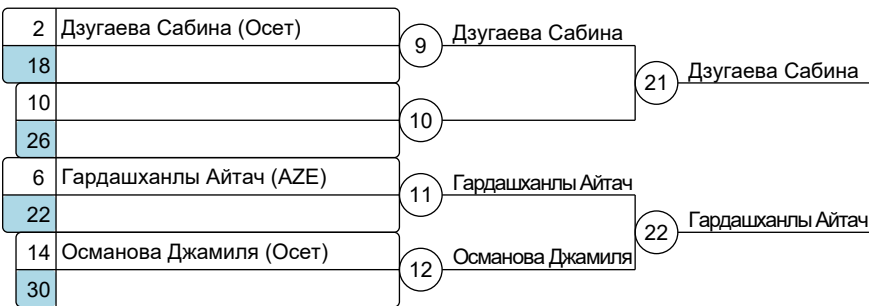 2 Дзугаева Сабина (Осет)
9 Дзугаева Сабина
18
21 Дзугаева Сабина
10
10
26
6 Гардашханлы Айтач (AZE)
11 Гардашханлы Айтач
22
22 Гардашханлы Айтач
14 Османова Джамиля (Осет)
12 Османова Джамиля
30